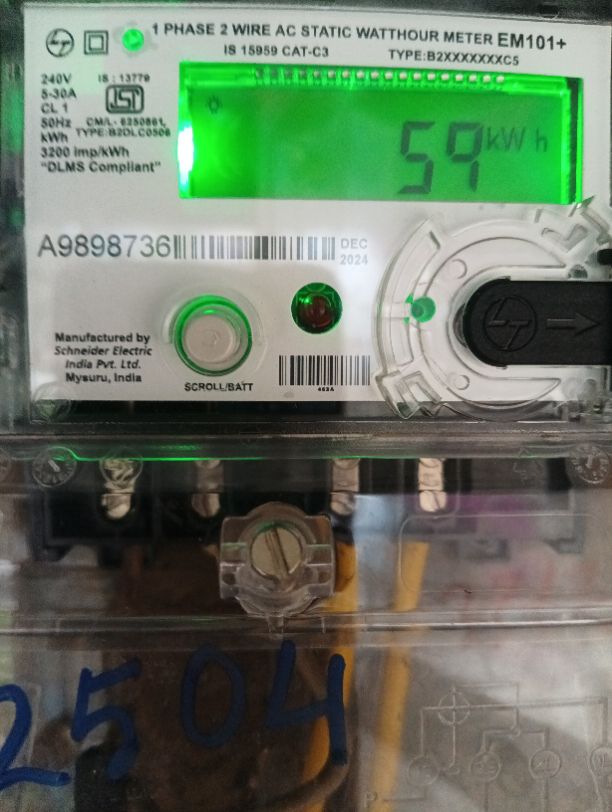 1 PHASE 2 WIRE AC STATIC WATTHOUR METER EM101+
IS 15959 CAT-C3 TYPE:B2XXXXXXXC5
240V IS : 13779
5-30A
CL 1 ISI
50Hz CM/L- 6250861,
kWh TYPE:B2DLC0506
3200 imp/kWh
"DLMS Compliant"
59 kWh
A9898736 DEC
2024
Manufactured by
Schneider Electric
India Pvt. Ltd.
Mysuru, India
SCROLL/BATT
2504
P